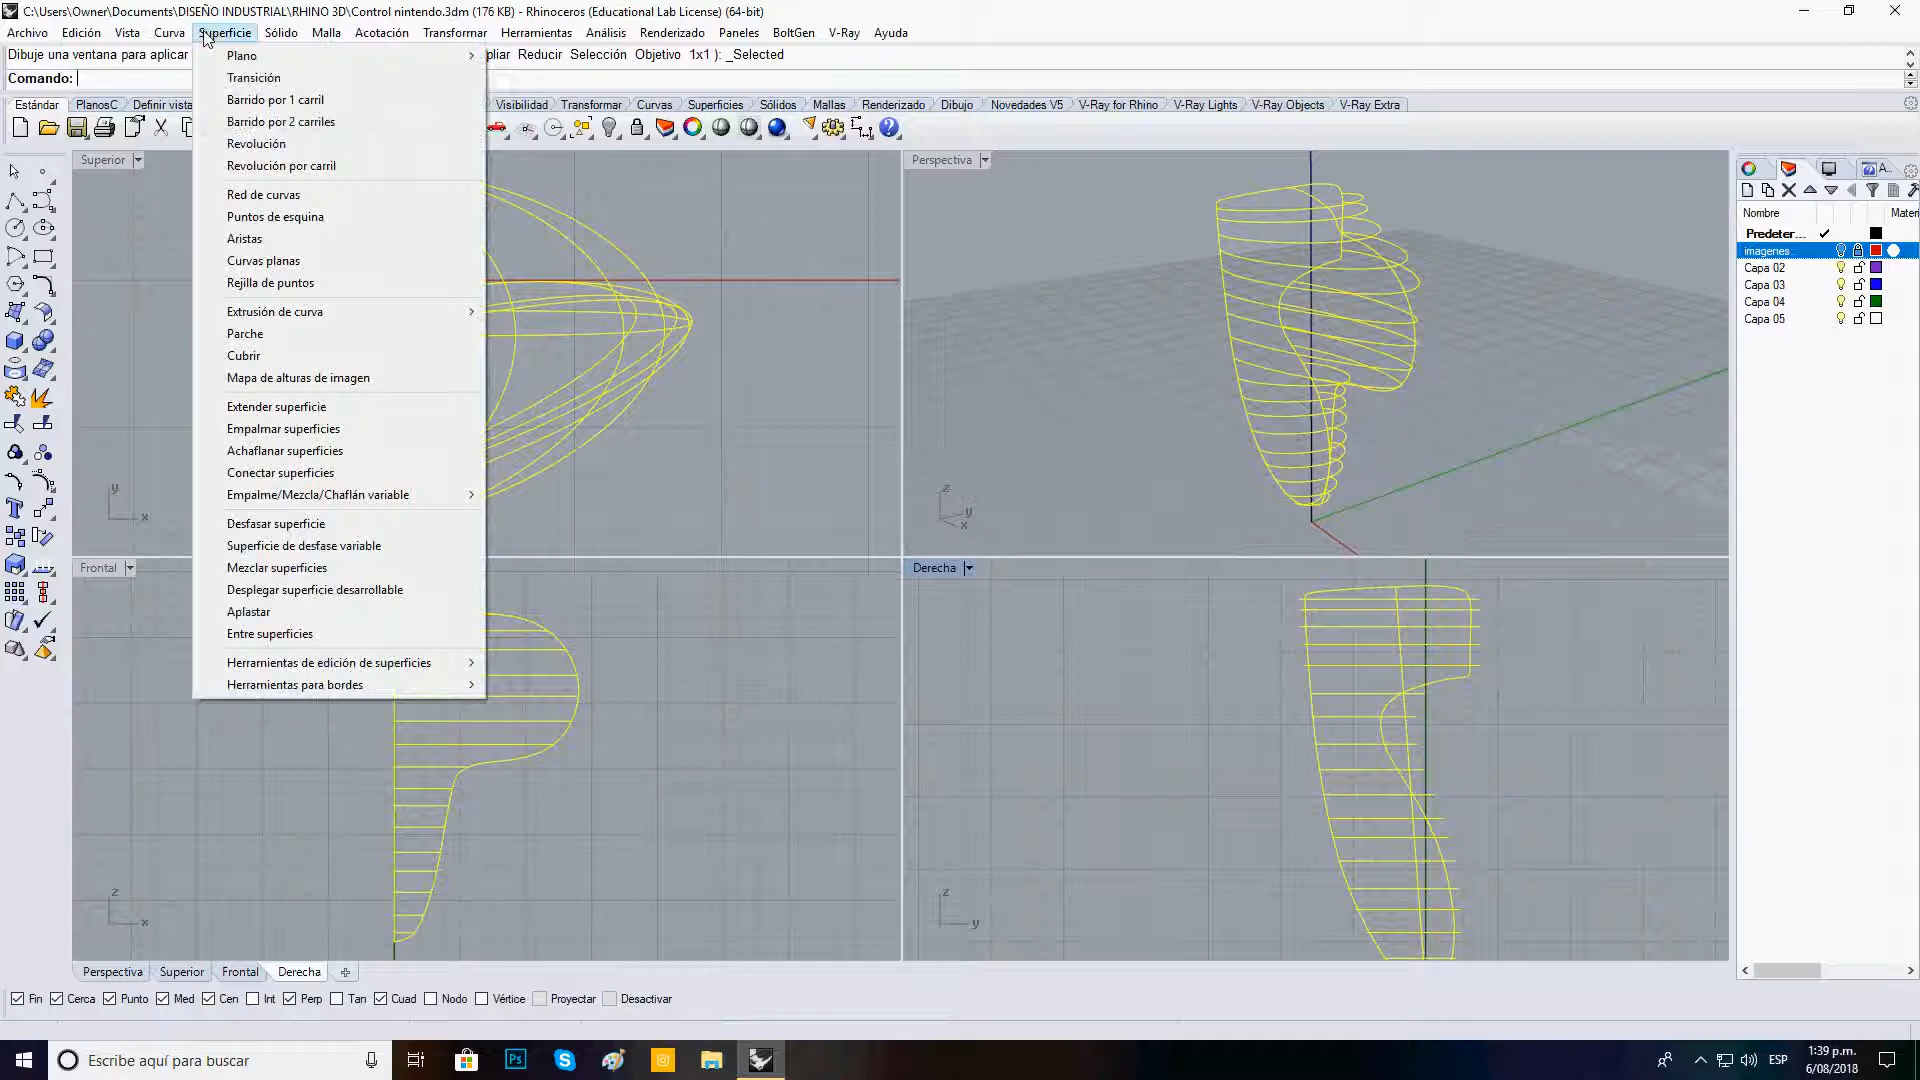 C:\Users\Owner\Documents\DISEÑO INDUSTRIAL\RHINO 3D\Control nintendo.3dm (176 KB) - Rhinoceros (Educational Lab License) (64-bit)
Archivo Edición Vista Curva Superficie Sólido Malla Acotación Transformar Herramientas Análisis Renderizado Paneles BoltGen V-Ray Ayuda
Dibuje una ventana para aplicar pliar Reducir Selección Objetivo 1x1 ): _Selected
Comando:
Estándar PlanosC Definir vista Visibilidad Transformar Curvas Superficies Sólidos Mallas Renderizado Dibujo Novedades V5 V-Ray for Rhino V-Ray Lights V-Ray Objects V-Ray Extra
Plano
Transición
Barrido por 1 carril
Barrido por 2 carriles
Revolución
Revolución por carril
Red de curvas
Puntos de esquina
Aristas
Curvas planas
Rejilla de puntos
Extrusión de curva
Parche
Cubrir
Mapa de alturas de imagen
Extender superficie
Empalmar superficies
Achaflanar superficies
Conectar superficies
Empalme/Mezcla/Chaflán variable
Desfasar superficie
Superficie de desfase variable
Mezclar superficies
Desplegar superficie desarrollable
Aplastar
Entre superficies
Herramientas de edición de superficies
Herramientas para bordes
Superior
y
x
Perspectiva
z
y
x
Frontal
z
x
Derecha
z
y
A...
Nombre Materi
Predeter...
imagenes
Capa 02
Capa 03
Capa 04
Capa 05
Perspectiva Superior Frontal Derecha
Fin Cerca Punto Med Cen Int Perp Tan Cuad Nodo Vértice Proyectar Desactivar
Escribe aquí para buscar
Ps
ESP
1:39 p.m.
6/08/2018